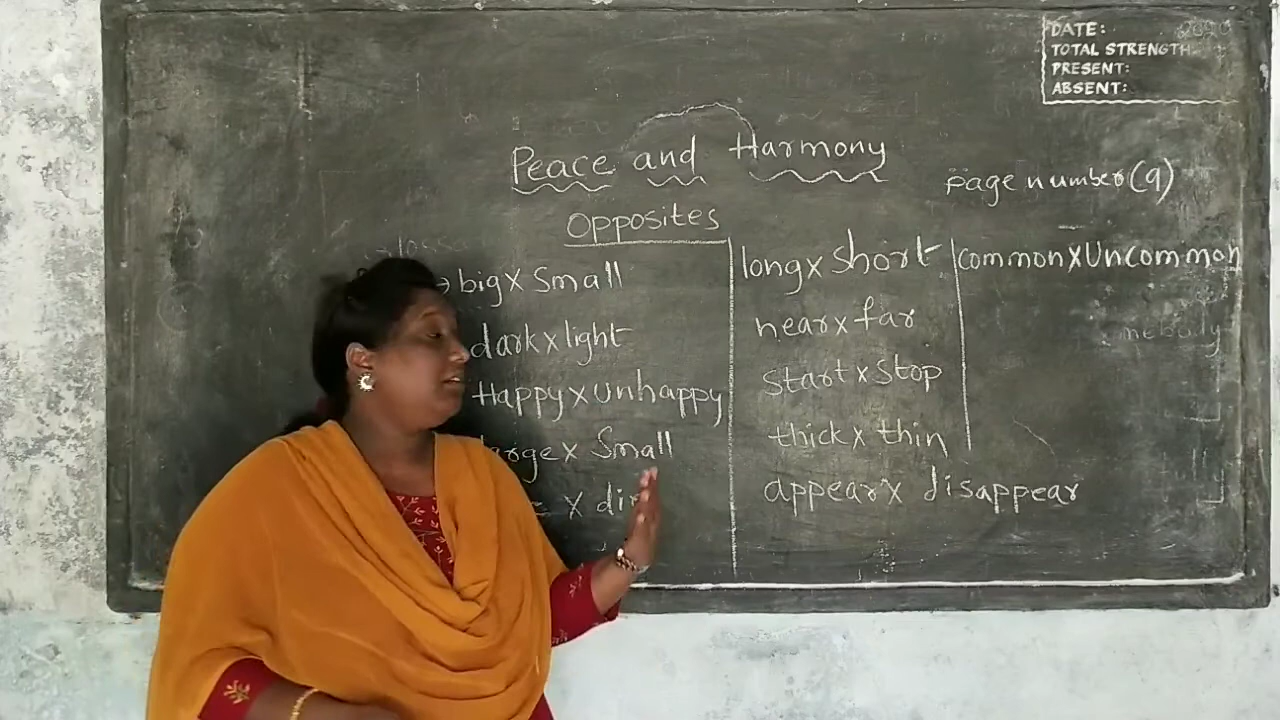 DATE: 2020
TOTAL STRENGTH
PRESENT:
ABSENT:
Peace and Harmony
page number (9)
Opposites
big x Small
dark x light
Happy x Unhappy
large x Small
x
long x Short
near x far
Start x Stop
thick x thin
appear x disappear
common x Uncommon